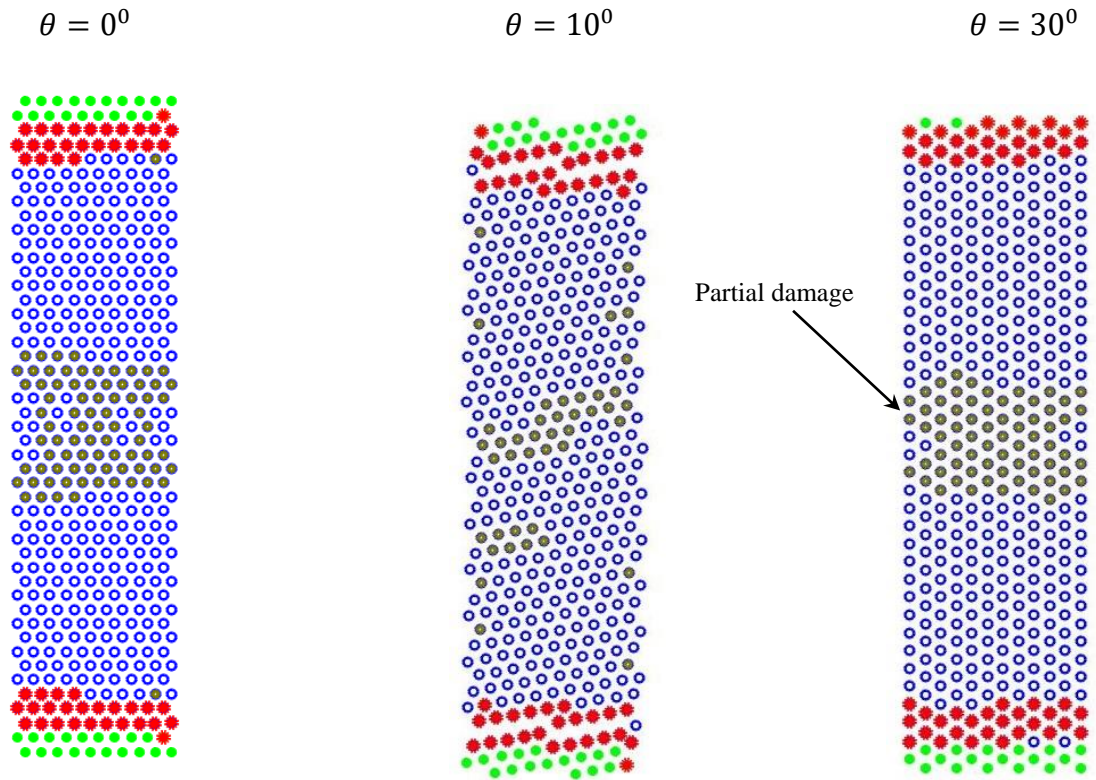 θ = 0⁰
θ = 10⁰
θ = 30⁰
Partial damage